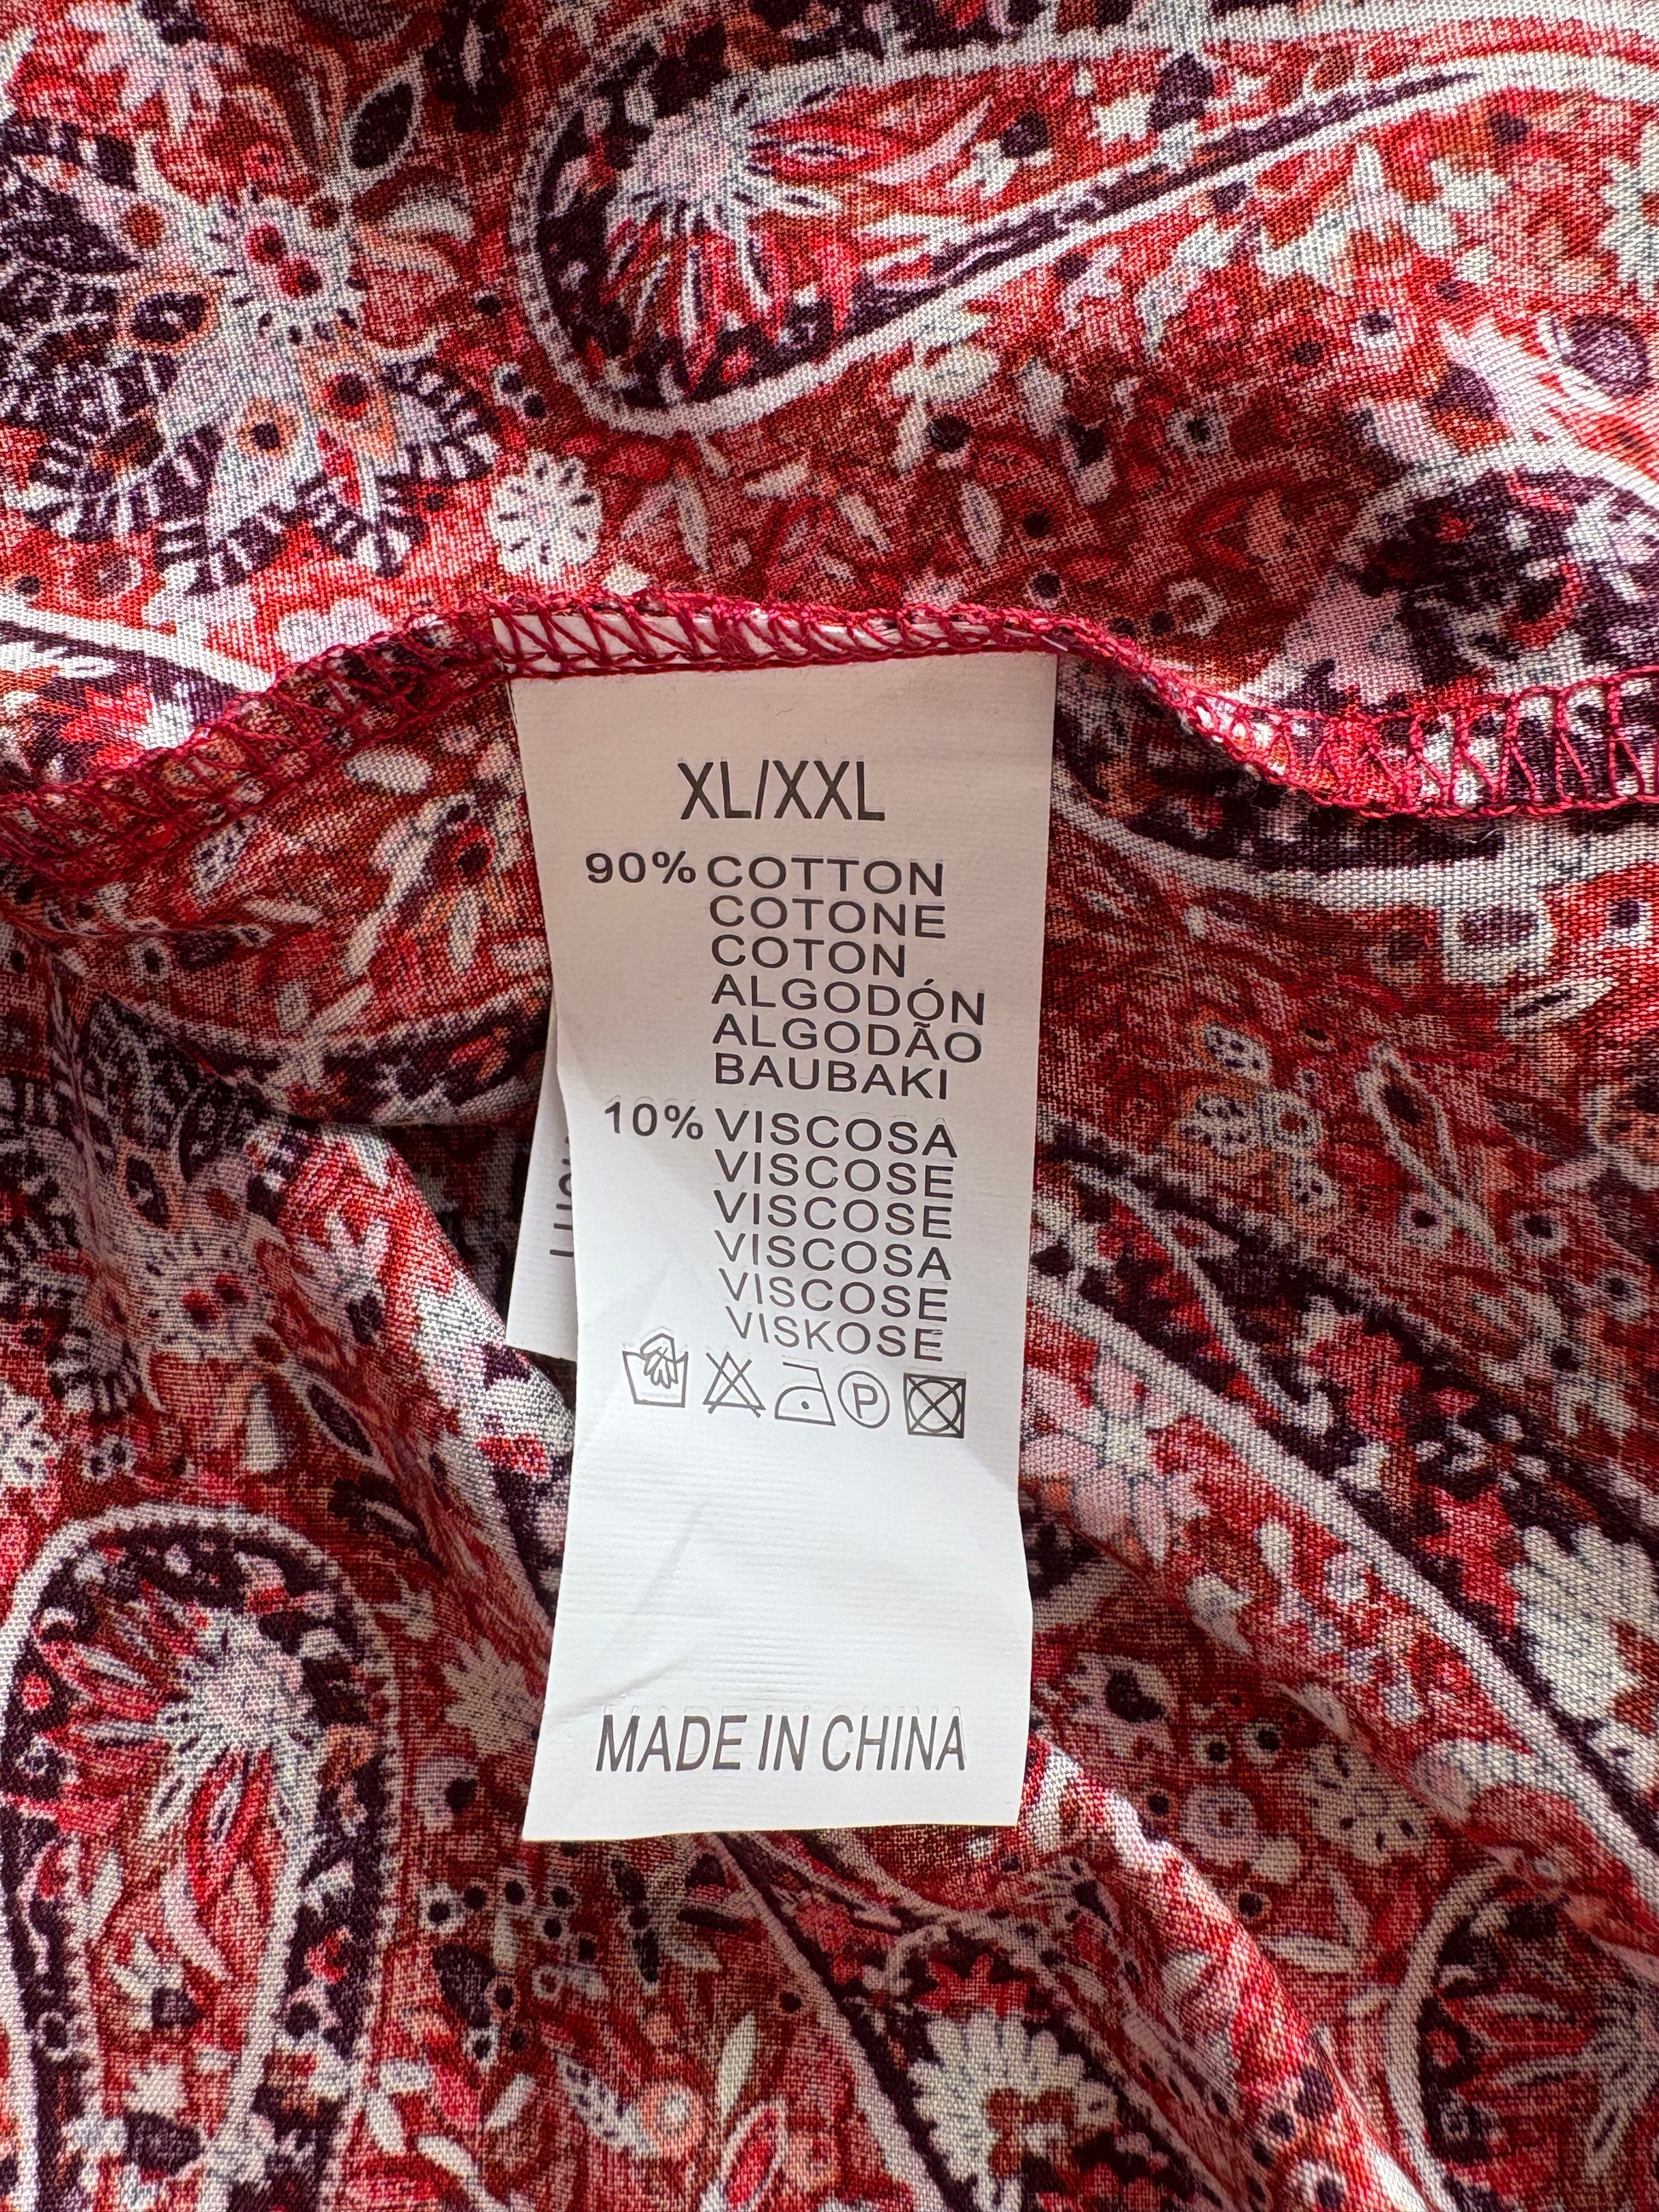 XL/XXL
90% COTTON
COTONE
COTON
ALGODÓN
ALGODÃO
BAUBAKI
10% VISCOSA
VISCOSE
VISCOSE
VISCOSA
VISCOSE
VISKOSE
P
MADE IN CHINA